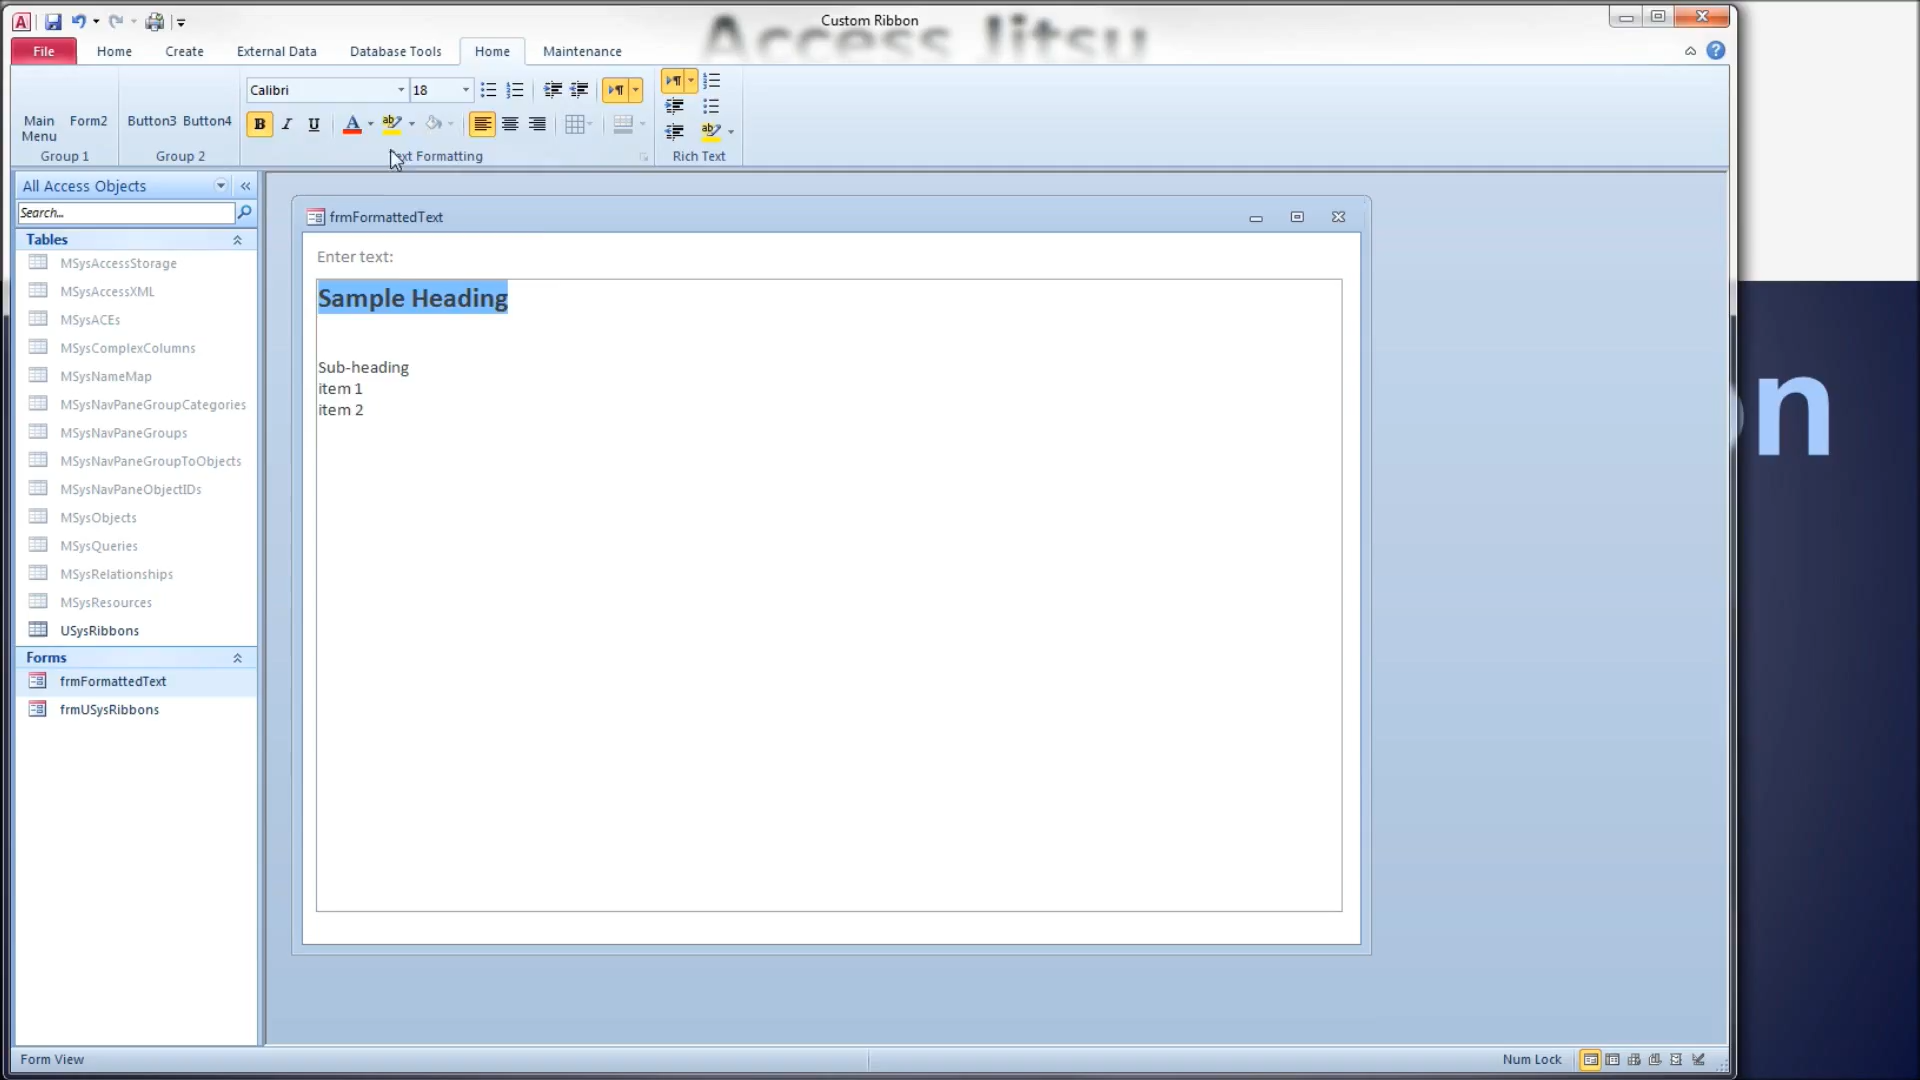 Access Jitsu
Custom Ribbon
File Home Create External Data Database Tools Home Maintenance
Calibri 18
Main Menu Form2 Button3 Button4 B I U A ab
Group 1 Group 2 Formatting Rich Text
All Access Objects
Search...
Tables
MSysAccessStorage
MSysAccessXML
MSysACEs
MSysComplexColumns
MSysNameMap
MSysNavPaneGroupCategories
MSysNavPaneGroups
MSysNavPaneGroupToObjects
MSysNavPaneObjectIDs
MSysObjects
MSysQueries
MSysRelationships
MSysResources
USysRibbons
Forms
frmFormattedText
frmUSysRibbons
frmFormattedText
Enter text:
Sample Heading
Sub-heading
item 1
item 2
n
Form View
Num Lock